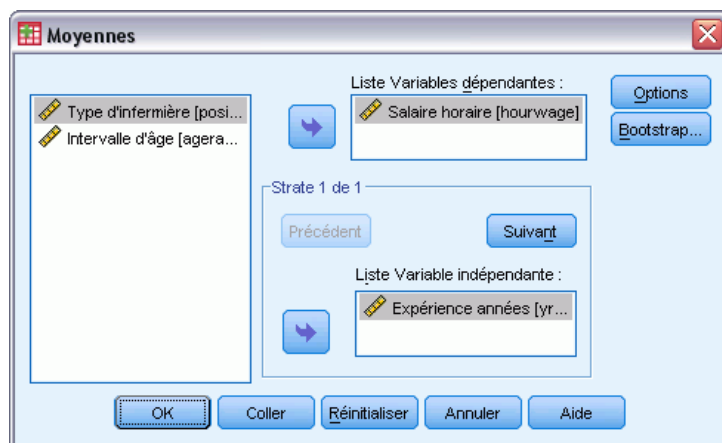 Moyennes
Type d'infermière [posi...
Intervalle d'âge [agera...
Liste Variables dépendantes :
Salaire horaire [hourwage]
Options
Bootstrap...
Strate 1 de 1
Précédent
Suivant
Liste Variable indépendante :
Expérience années [yr...
OK
Coller
Réinitialiser
Annuler
Aide